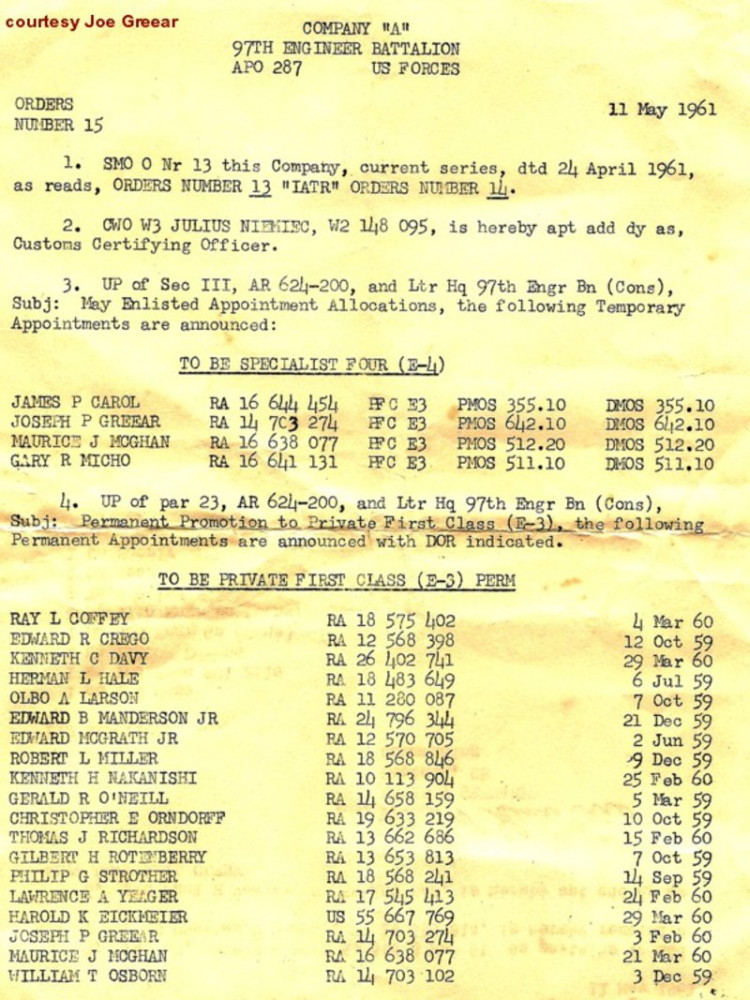 courtesy Joe Greear
COMPANY "A"
97TH ENGINEER BATTALION
APO 287 US FORCES
ORDERS 11 May 1961
NUMBER 15
1. SMO O Nr 13 this Company, current series, dtd 24 April 1961,
as reads, ORDERS NUMBER 13 "IATR" ORDERS NUMBER 14.
2. CWO W3 JULIUS NIEMIEC, W2 148 095, is hereby apt add dy as,
Customs Certifying Officer.
3. UP of Sec III, AR 624-200, and Ltr Hq 97th Engr Bn (Cons),
Subj: May Enlisted Appointment Allocations, the following Temporary
Appointments are announced:
TO BE SPECIALIST FOUR (E-4)
JAMES P CAROL RA 16 644 454 PFC E3 PMOS 355.10 DMOS 355.10
JOSEPH P GREEAR RA 14 703 274 PFC E3 PMOS 642.10 DMOS 642.10
MAURICE J MCGHAN RA 16 638 077 PFC E3 PMOS 512.20 DMOS 512.20
GARY R MICHO RA 16 641 131 PFC E3 PMOS 511.10 DMOS 511.10
4. UP of par 23, AR 624-200, and Ltr Hq 97th Engr Bn (Cons),
Subj: Permanent Promotion to Private First Class (E-3), the following
Permanent Appointments are announced with DOR indicated.
TO BE PRIVATE FIRST CLASS (E-3) PERM
RAY L COFFEY RA 18 575 402 4 Mar 60
EDWARD R CREGO RA 12 568 398 12 Oct 59
KENNETH C DAVY RA 26 402 741 29 Mar 60
HERMAN L HALE RA 18 483 649 6 Jul 59
OLBO A LARSON RA 11 280 087 7 Oct 59
EDWARD B MANDERSON JR RA 24 796 344 21 Dec 59
EDWARD MCGRATH JR RA 12 570 705 2 Jun 59
ROBERT L MILLER RA 18 568 846 9 Dec 59
KENNETH H NAKANISHI RA 10 113 904 25 Feb 60
GERALD R O'NEILL RA 14 658 159 5 Mar 59
CHRISTOPHER E ORNDORFF RA 19 633 219 10 Oct 59
THOMAS J RICHARDSON RA 13 662 686 15 Feb 60
GILBERT H ROTENBERRY RA 13 653 813 7 Oct 59
PHILIP G STROTHER RA 18 568 241 14 Sep 59
LAWRENCE A YEAGER RA 17 545 413 24 Feb 60
HAROLD K EICKMEIER US 55 667 769 29 Mar 60
JOSEPH P GREEAR RA 14 703 274 3 Feb 60
MAURICE J MCGHAN RA 16 638 077 21 Mar 60
WILLIAM T OSBORN RA 14 703 102 3 Dec 59